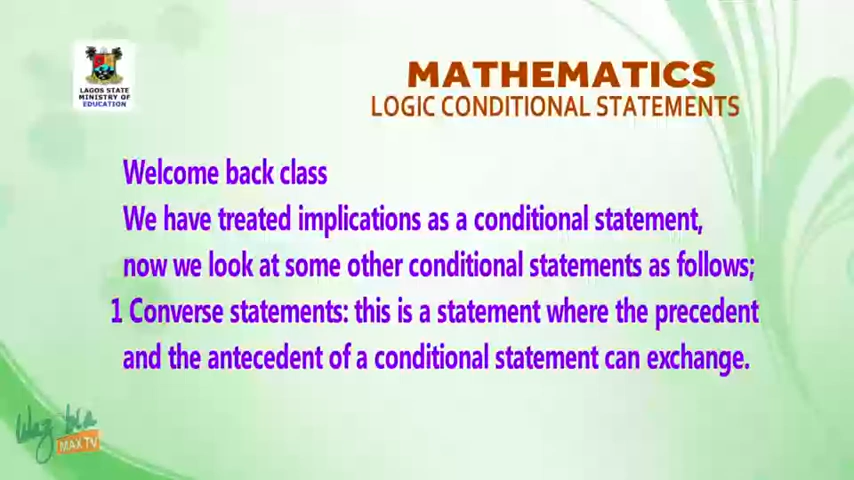 LAGOS STATE
MINISTRY OF
EDUCATION
MATHEMATICS
LOGIC CONDITIONAL STATEMENTS
Welcome back class
We have treated implications as a conditional statement,
now we look at some other conditional statements as follows;
1 Converse statements: this is a statement where the precedent
and the antecedent of a conditional statement can exchange.
MAX TV